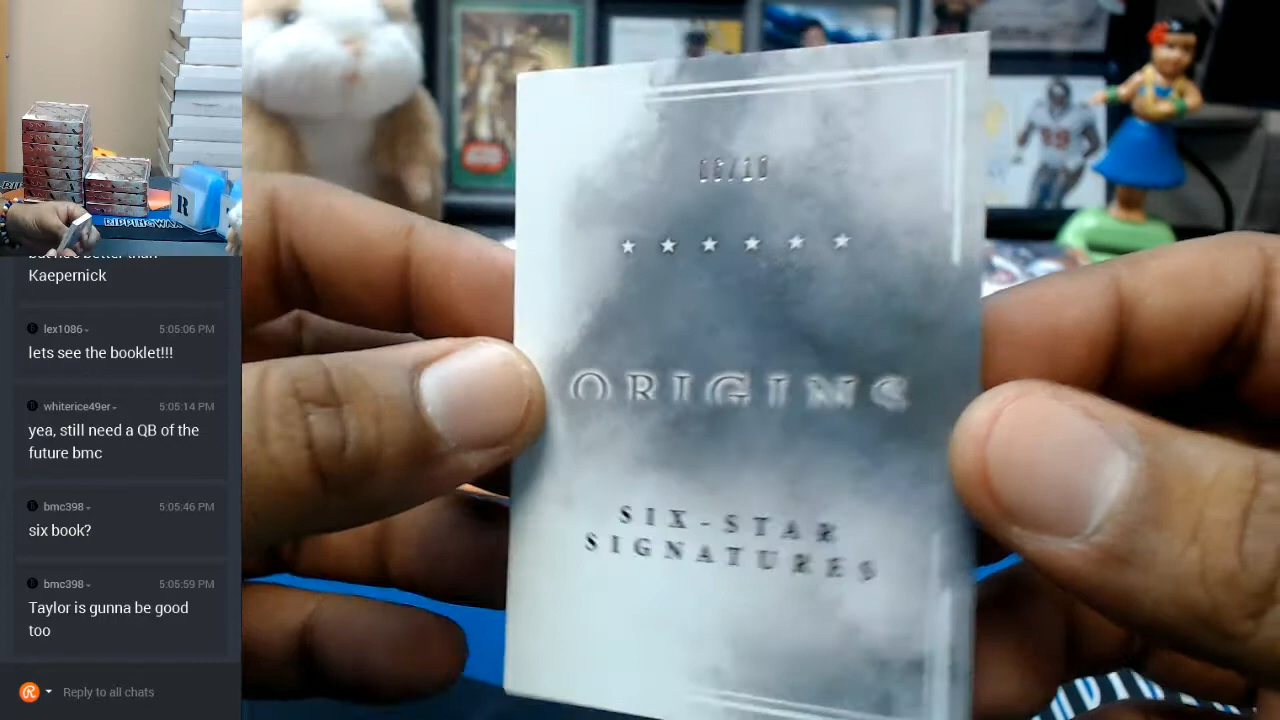 R
RIPPINGWAX
Kaepernick
lex1086
5:05:06 PM
lets see the booklet!!!
whiterice49er
5:05:14 PM
yea, still need a QB of the
future bmc
bmc398
5:05:46 PM
six book?
bmc398
5:05:59 PM
Taylor is gunna be good
too
R
Reply to all chats
ORIGINS
SIX-STAR
SIGNATURES